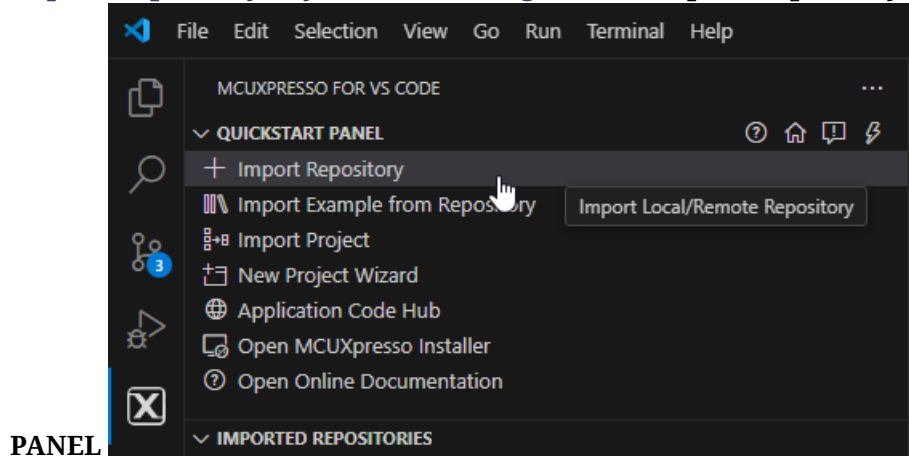 File Edit Selection View Go Run Terminal Help
MCUXPRESSO FOR VS CODE
QUICKSTART PANEL
Import Repository
Import Example from Repository
Import Local/Remote Repository
Import Project
3
New Project Wizard
Application Code Hub
Open MCUXpresso Installer
Open Online Documentation
IMPORTED REPOSITORIES
PANEL